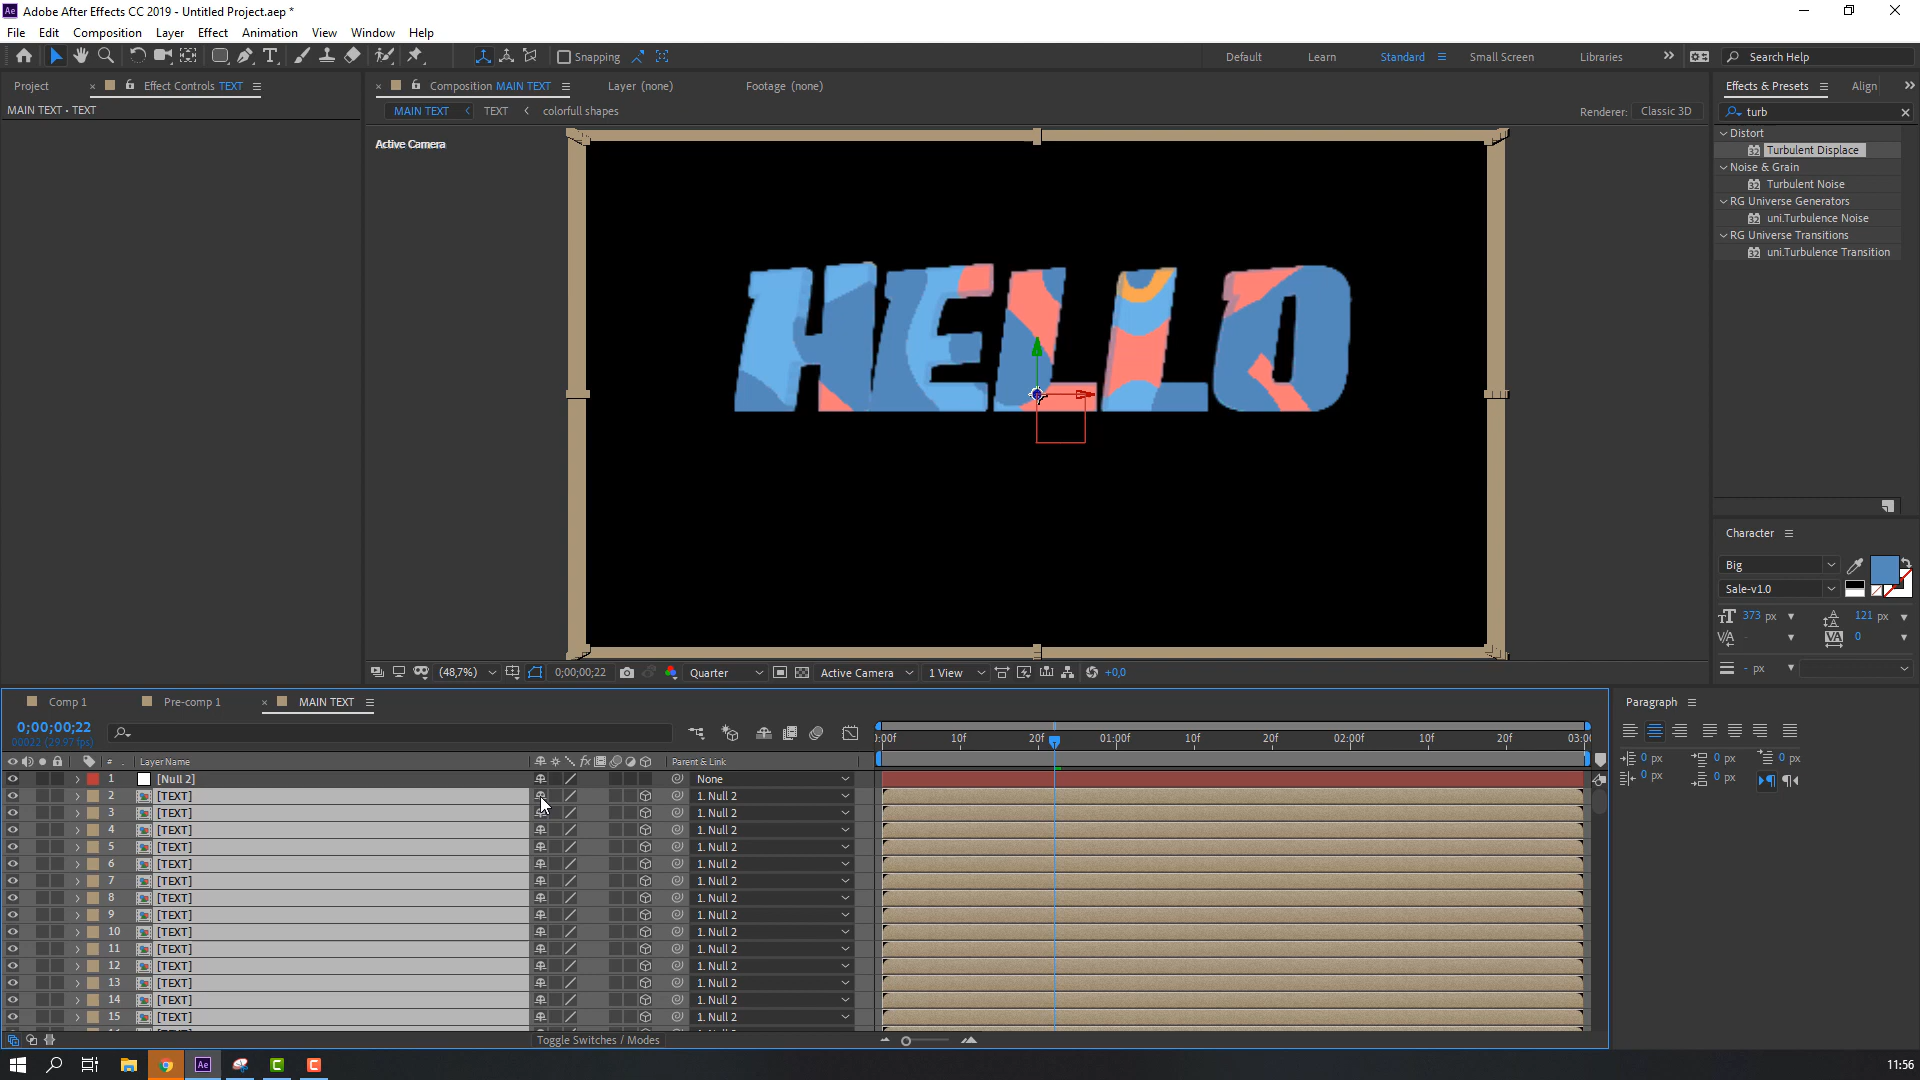 Adobe After Effects CC 2019 - Untitled Project.aep *
File Edit Composition Layer Effect Animation View Window Help
Snapping
Default Learn Standard Small Screen Libraries
Search Help
Project
Effect Controls TEXT
Composition MAIN TEXT
Layer (none)
Footage (none)
Effects & Presets
Align
MAIN TEXT • TEXT
MAIN TEXT TEXT colorfull shapes
Renderer: Classic 3D
turb
Active Camera
Distort
Turbulent Displace
Noise & Grain
Turbulent Noise
RG Universe Generators
uni.Turbulence Noise
RG Universe Transitions
uni.Turbulence Transition
HELLO
Character
Big
Sale-v1.0
373 px
121 px
0
- px
(48,7%)
0;00;00;22
Quarter
Active Camera
1 View
+0,0
Comp 1
Pre-comp 1
MAIN TEXT
Paragraph
0;00;00;22
00022 (29.97 fps)
):00f 10f 20f 01:00f 10f 20f 02:00f 10f 20f 03:00
0 px 0 px 0 px
0 px 0 px
# Layer Name
Parent & Link
1 [Null 2] None
2 [TEXT] 1. Null 2
3 [TEXT] 1. Null 2
4 [TEXT] 1. Null 2
5 [TEXT] 1. Null 2
6 [TEXT] 1. Null 2
7 [TEXT] 1. Null 2
8 [TEXT] 1. Null 2
9 [TEXT] 1. Null 2
10 [TEXT] 1. Null 2
11 [TEXT] 1. Null 2
12 [TEXT] 1. Null 2
13 [TEXT] 1. Null 2
14 [TEXT] 1. Null 2
15 [TEXT] 1. Null 2
Toggle Switches / Modes
11:56